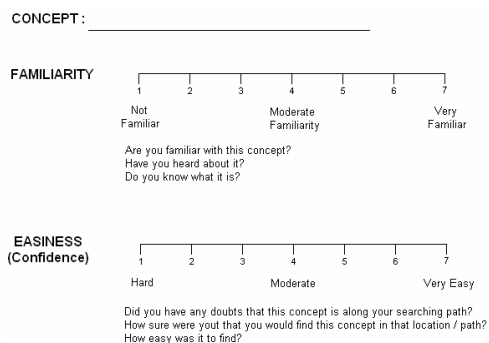 CONCEPT :
FAMILIARITY
1 2 3 4 5 6 7
Not Familiar Moderate Familiarity Very Familiar
Are you familiar with this concept?
Have you heard about it?
Do you know what it is?
EASINESS
(Confidence)
1 2 3 4 5 6 7
Hard Moderate Very Easy
Did you have any doubts that this concept is along your searching path?
How sure were yout that you would find this concept in that location / path?
How easy was it to find?